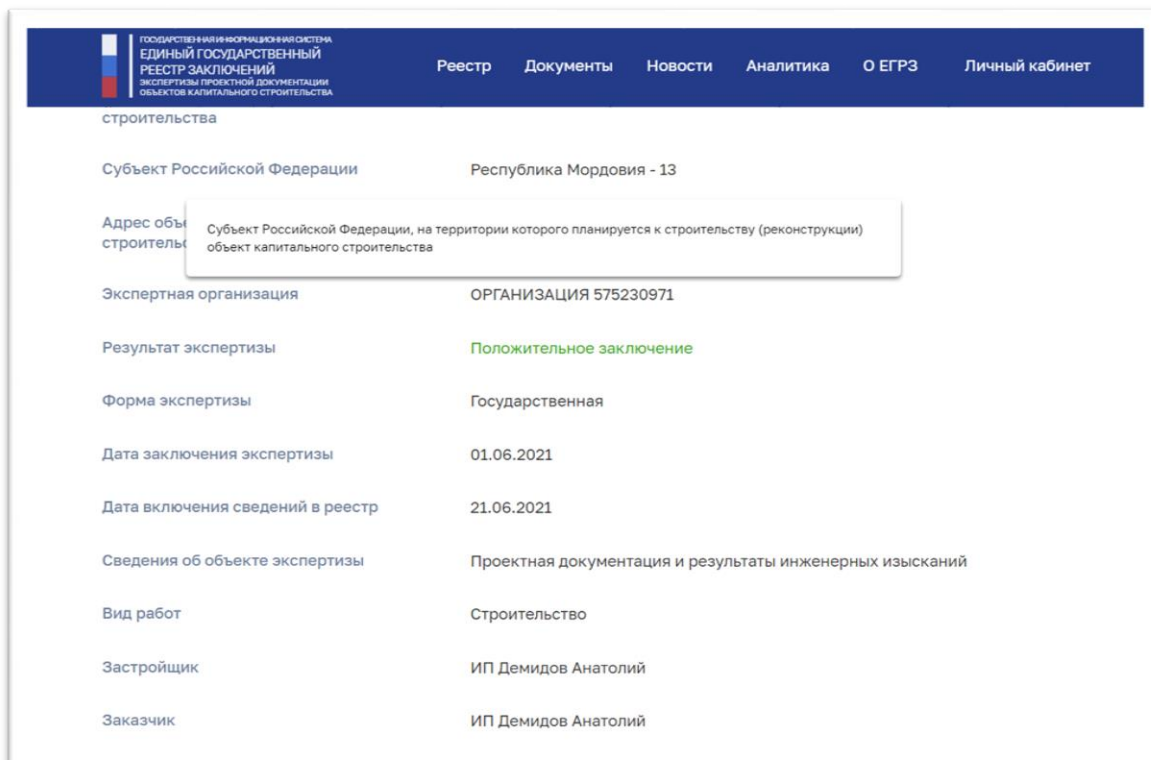 ГОСУДАРСТВЕННАЯ ИНФОРМАЦИОННАЯ СИСТЕМА
ЕДИНЫЙ ГОСУДАРСТВЕННЫЙ
РЕЕСТР ЗАКЛЮЧЕНИЙ
ЭКСПЕРТИЗЫ ПРОЕКТНОЙ ДОКУМЕНТАЦИИ
ОБЪЕКТОВ КАПИТАЛЬНОГО СТРОИТЕЛЬСТВА
Реестр Документы Новости Аналитика О ЕГРЗ Личный кабинет
строительства
Субъект Российской Федерации Республика Мордовия - 13
Адрес
Субъект Российской Федерации, на территории которого планируется к строительству (реконструкции)
объект капитального строительства
Экспертная организация ОРГАНИЗАЦИЯ 575230971
Результат экспертизы Положительное заключение
Форма экспертизы Государственная
Дата заключения экспертизы 01.06.2021
Дата включения сведений в реестр 21.06.2021
Сведения об объекте экспертизы Проектная документация и результаты инженерных изысканий
Вид работ Строительство
Застройщик ИП Демидов Анатолий
Заказчик ИП Демидов Анатолий